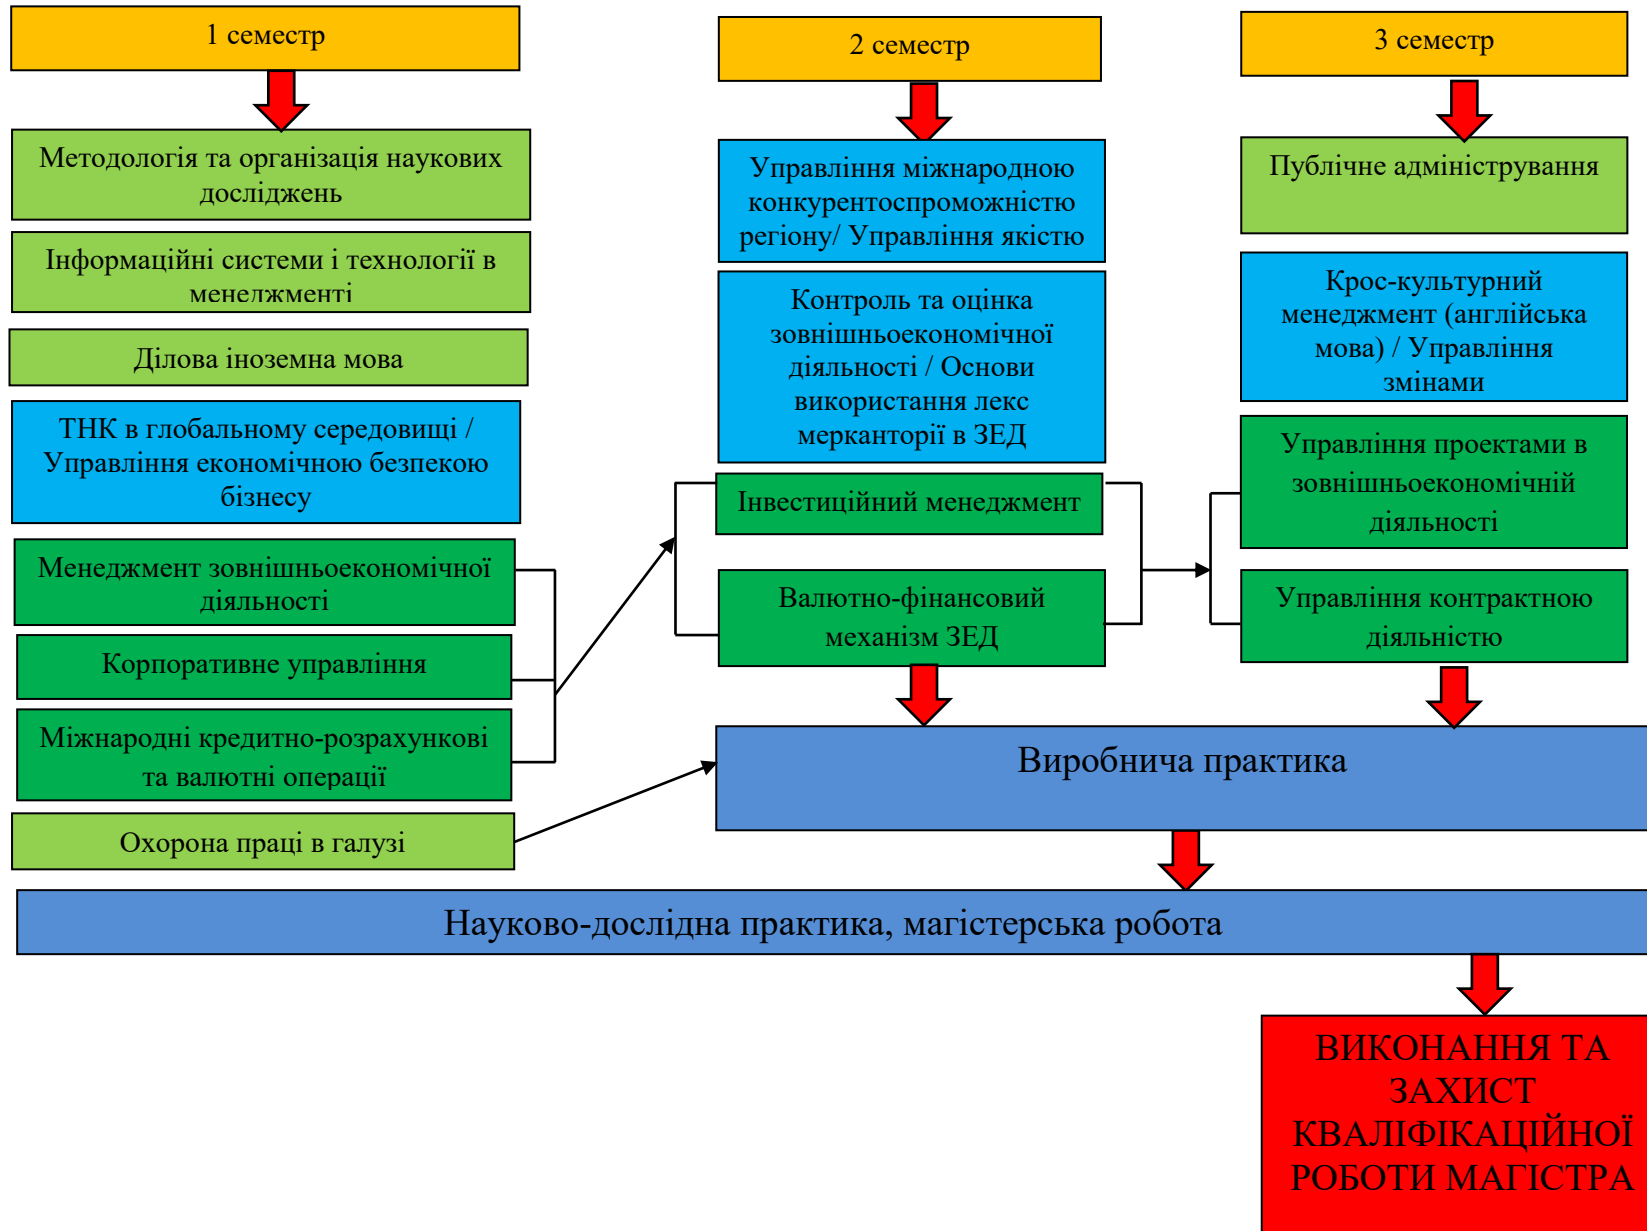 1 семестр
Методологія та організація наукових
досліджень
Інформаційні системи і технології в
менеджменті
Ділова іноземна мова
ТНК в глобальному середовищі /
Управління економічною безпекою
бізнесу
Менеджмент зовнішньоекономічної
діяльності
Корпоративне управління
Міжнародні кредитно-розрахункові
та валютні операції
Охорона праці в галузі
2 семестр
Управління міжнародною
конкурентоспроможністю
регіону/ Управління якістю
Контроль та оцінка
зовнішньоекономічної
діяльності / Основи
використання лекс
мерканторії в ЗЕД
Інвестиційний менеджмент
Валютно-фінансовий
механізм ЗЕД
3 семестр
Публічне адміністрування
Крос-культурний
менеджмент (англійська
мова) / Управління
змінами
Управління проектами в
зовнішньоекономічній
діяльності
Управління контрактною
діяльністю
Виробнича практика
Науково-дослідна практика, магістерська робота
ВИКОНАННЯ ТА
ЗАХИСТ
КВАЛІФІКАЦІЙНОЇ
РОБОТИ МАГІСТРА